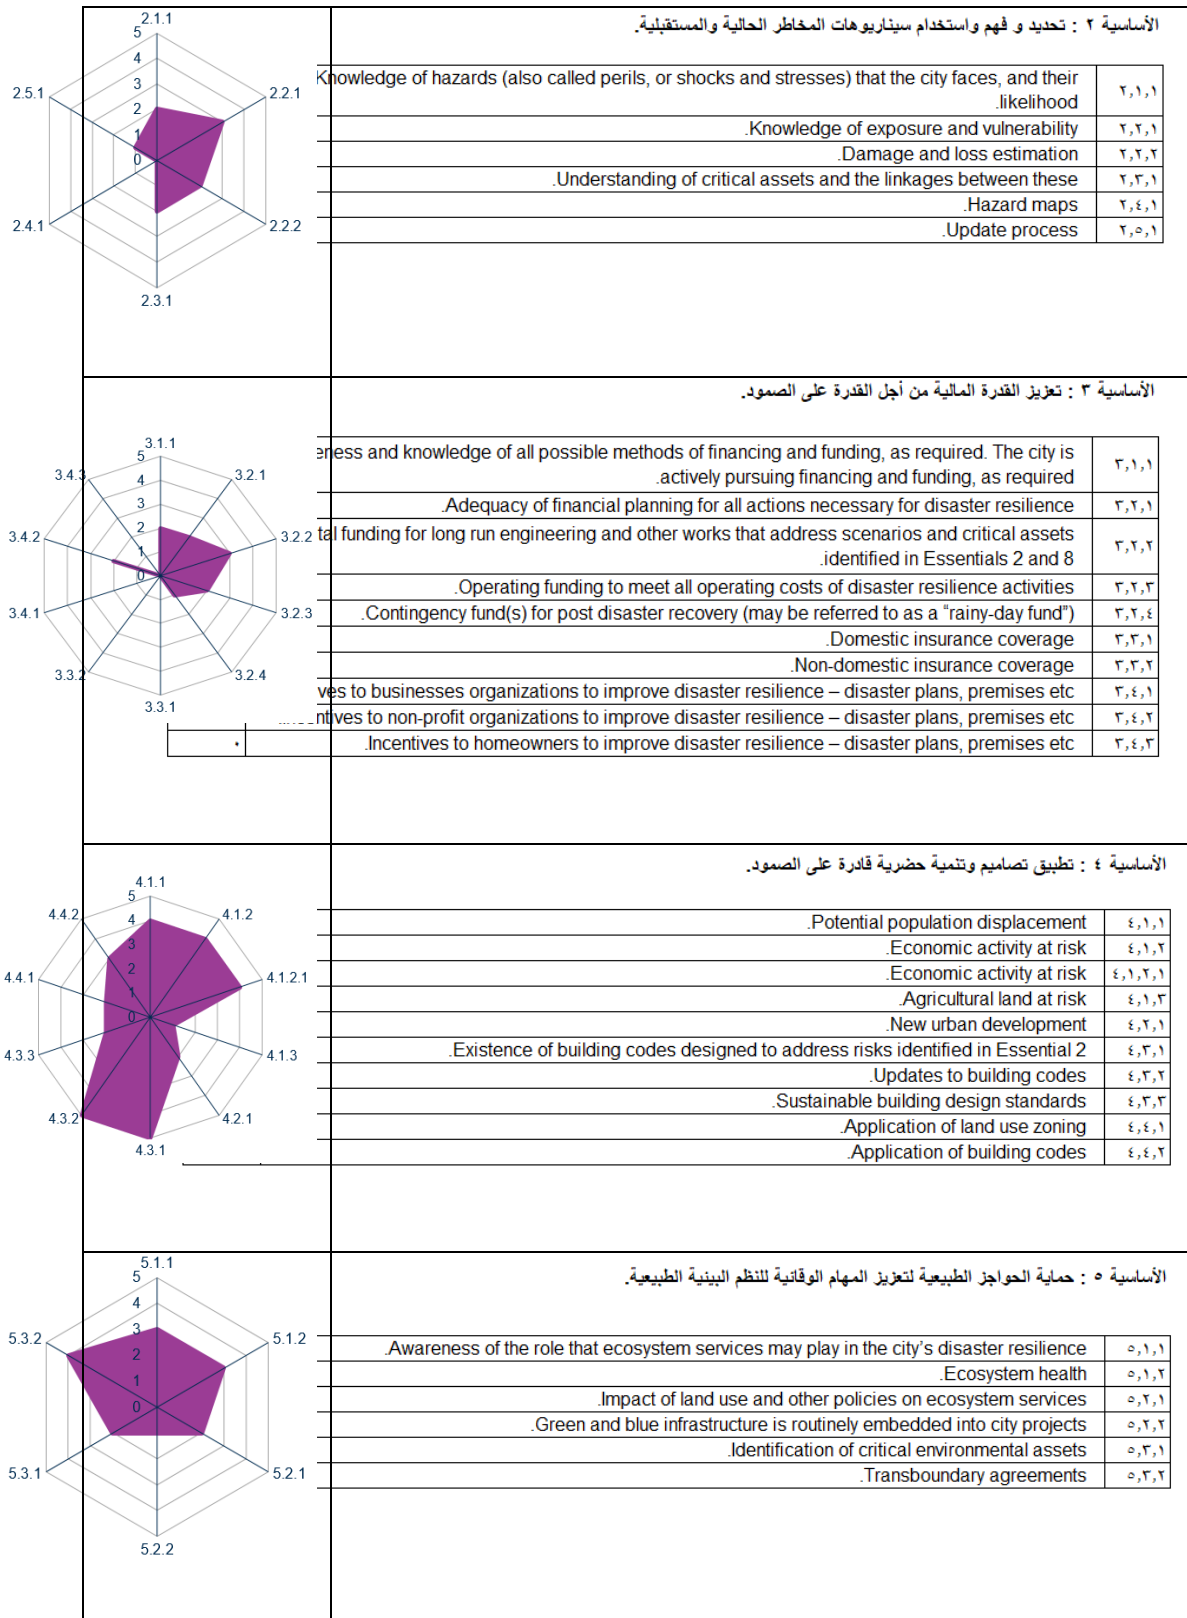 الأساسية ٢ : تحديد و فهم واستخدام سيناريوهات المخاطر الحالية والمستقبلية.
2.1.1
5
4
3
2
1
0
2.2.1
2.2.2
2.3.1
2.4.1
2.5.1
٢,١,١ Knowledge of hazards (also called perils, or shocks and stresses) that the city faces, and their
.likelihood
٢,٢,١ .Knowledge of exposure and vulnerability
٢,٢,٢ .Damage and loss estimation
٢,٣,١ .Understanding of critical assets and the linkages between these
٢,٤,١ .Hazard maps
٢,٥,١ .Update process
الأساسية ٣ : تعزيز القدرة المالية من أجل القدرة على الصمود.
3.1.1
5
4
3
2
1
0
3.2.1
3.2.2
3.2.3
3.2.4
3.3.1
3.3.2
3.4.1
3.4.2
3.4.3
٣,١,١ eness and knowledge of all possible methods of financing and funding, as required. The city is
.actively pursuing financing and funding, as required
٣,٢,١ .Adequacy of financial planning for all actions necessary for disaster resilience
٣,٢,٢ tal funding for long run engineering and other works that address scenarios and critical assets
.identified in Essentials 2 and 8
٣,٢,٣ .Operating funding to meet all operating costs of disaster resilience activities
٣,٢,٤ .Contingency fund(s) for post disaster recovery (may be referred to as a “rainy-day fund”)
٣,٣,١ .Domestic insurance coverage
٣,٣,٢ .Non-domestic insurance coverage
٣,٤,١ ves to businesses organizations to improve disaster resilience – disaster plans, premises etc
٣,٤,٢ ntives to non-profit organizations to improve disaster resilience – disaster plans, premises etc
٣,٤,٣ .Incentives to homeowners to improve disaster resilience – disaster plans, premises etc ٠
الأساسية ٤ : تطبيق تصاميم وتنمية حضرية قادرة على الصمود.
4.1.1
5
4
3
2
1
0
4.1.2
4.1.2.1
4.1.3
4.2.1
4.3.1
4.3.2
4.3.3
4.4.1
4.4.2
٤,١,١ .Potential population displacement
٤,١,٢ .Economic activity at risk
٤,١,٢,١ .Economic activity at risk
٤,١,٣ .Agricultural land at risk
٤,٢,١ .New urban development
٤,٣,١ .Existence of building codes designed to address risks identified in Essential 2
٤,٣,٢ .Updates to building codes
٤,٣,٣ .Sustainable building design standards
٤,٤,١ .Application of land use zoning
٤,٤,٢ .Application of building codes
الأساسية ٥ : حماية الحواجز الطبيعية لتعزيز المهام الوقائية للنظم البيئية الطبيعية.
5.1.1
5
4
3
2
1
0
5.1.2
5.2.1
5.2.2
5.3.1
5.3.2
٥,١,١ .Awareness of the role that ecosystem services may play in the city’s disaster resilience
٥,١,٢ .Ecosystem health
٥,٢,١ .Impact of land use and other policies on ecosystem services
٥,٢,٢ .Green and blue infrastructure is routinely embedded into city projects
٥,٣,١ .Identification of critical environmental assets
٥,٣,٢ .Transboundary agreements